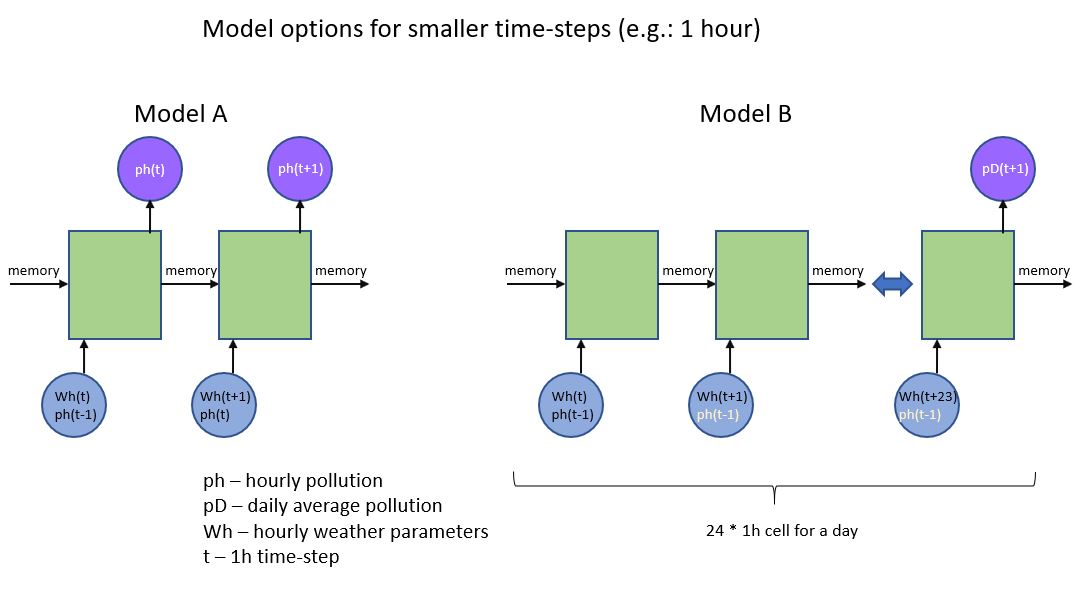 Model options for smaller time-steps (e.g.: 1 hour)
Model A
Model B
ph(t)
ph(t+1)
pD(t+1)
memory
memory
memory
memory
memory
memory
memory
Wh(t)
ph(t-1)
Wh(t+1)
ph(t)
Wh(t)
ph(t-1)
Wh(t+1)
ph(t-1)
Wh(t+23)
ph(t-1)
ph – hourly pollution
pD – daily average pollution
Wh – hourly weather parameters
t – 1h time-step
24 * 1h cell for a day